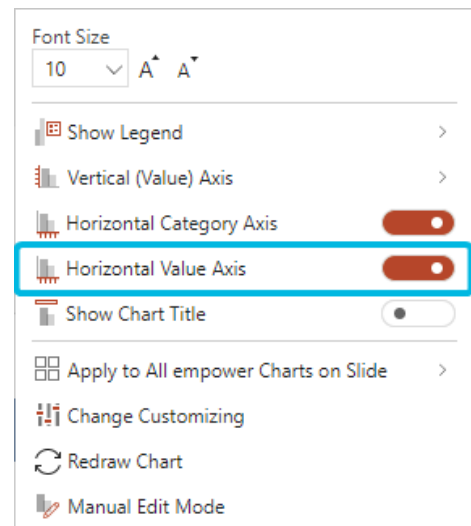 Font Size
10 A A
Show Legend
Vertical (Value) Axis
Horizontal Category Axis
Horizontal Value Axis
Show Chart Title
Apply to All empower Charts on Slide
Change Customizing
Redraw Chart
Manual Edit Mode